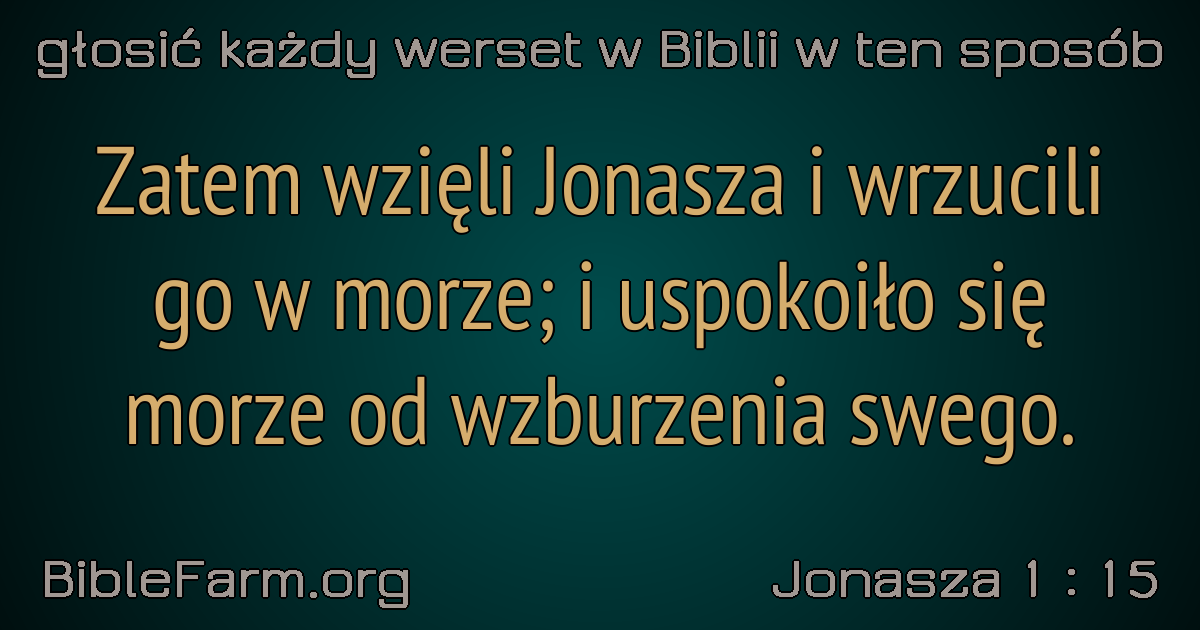 głosić każdy werset w Biblii w ten sposób
Zatem wzięli Jonasza i wrzucili
go w morze; i uspokoiło się
morze od wzburzenia swego.
BibleFarm.org
Jonasza 1 : 15